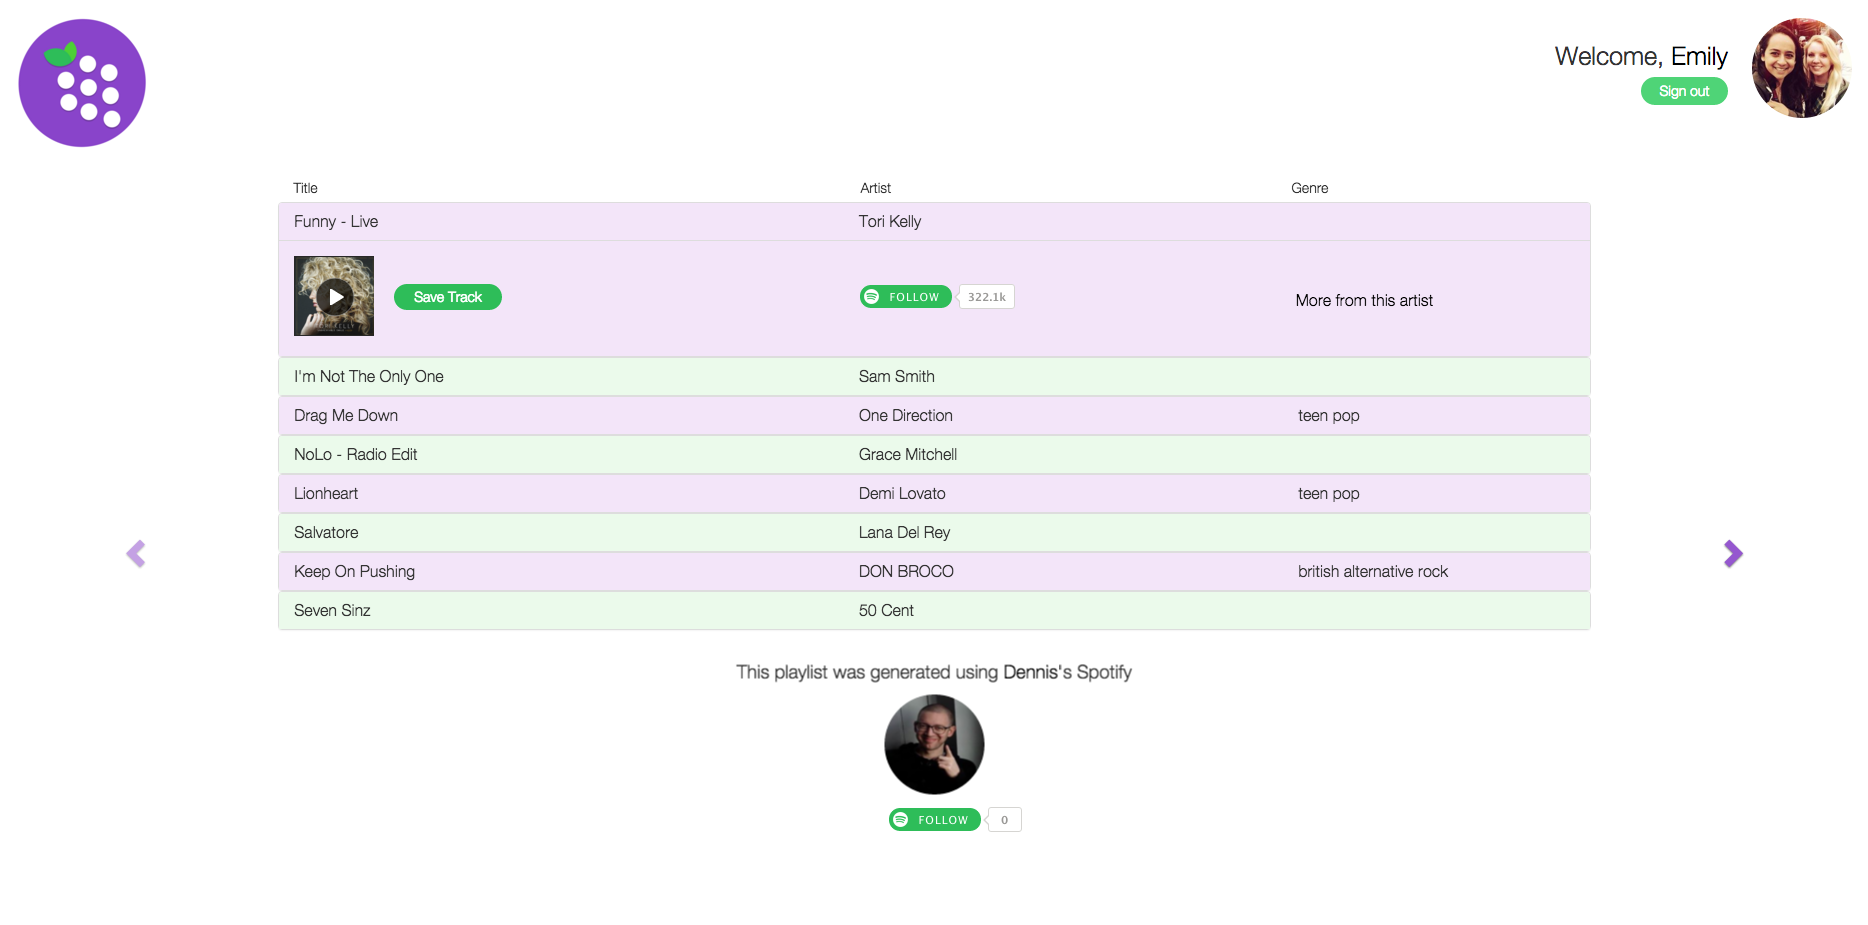 Welcome, Emily
Sign out
Title Artist Genre
Funny - Live Tori Kelly
TORI KELLY
Save Track FOLLOW 322.1k More from this artist
I'm Not The Only One Sam Smith
Drag Me Down One Direction teen pop
NoLo - Radio Edit Grace Mitchell
Lionheart Demi Lovato teen pop
Salvatore Lana Del Rey
Keep On Pushing DON BROCO british alternative rock
Seven Sinz 50 Cent
This playlist was generated using Dennis's Spotify
FOLLOW 0